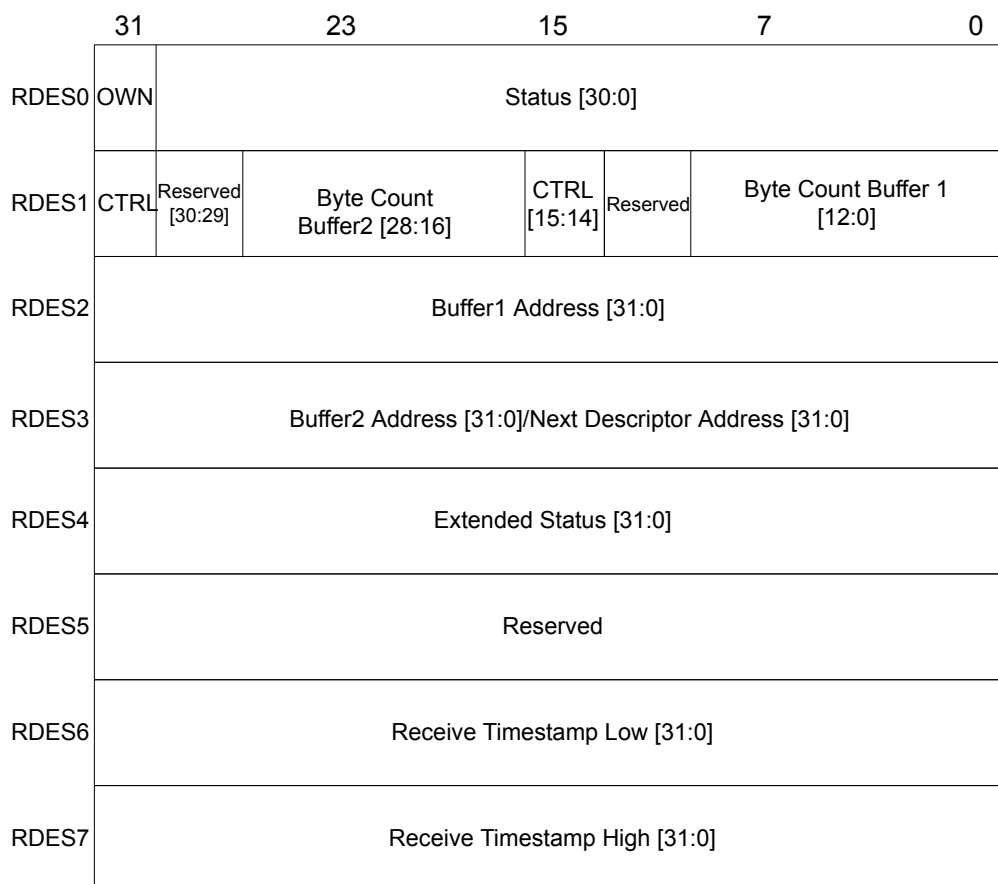 31 23 15 7 0
RDES0 OWN Status [30:0]
RDES1 CTRL Reserved [30:29] Byte Count Buffer2 [28:16] CTRL [15:14] Reserved Byte Count Buffer 1 [12:0]
RDES2 Buffer1 Address [31:0]
RDES3 Buffer2 Address [31:0]/Next Descriptor Address [31:0]
RDES4 Extended Status [31:0]
RDES5 Reserved
RDES6 Receive Timestamp Low [31:0]
RDES7 Receive Timestamp High [31:0]